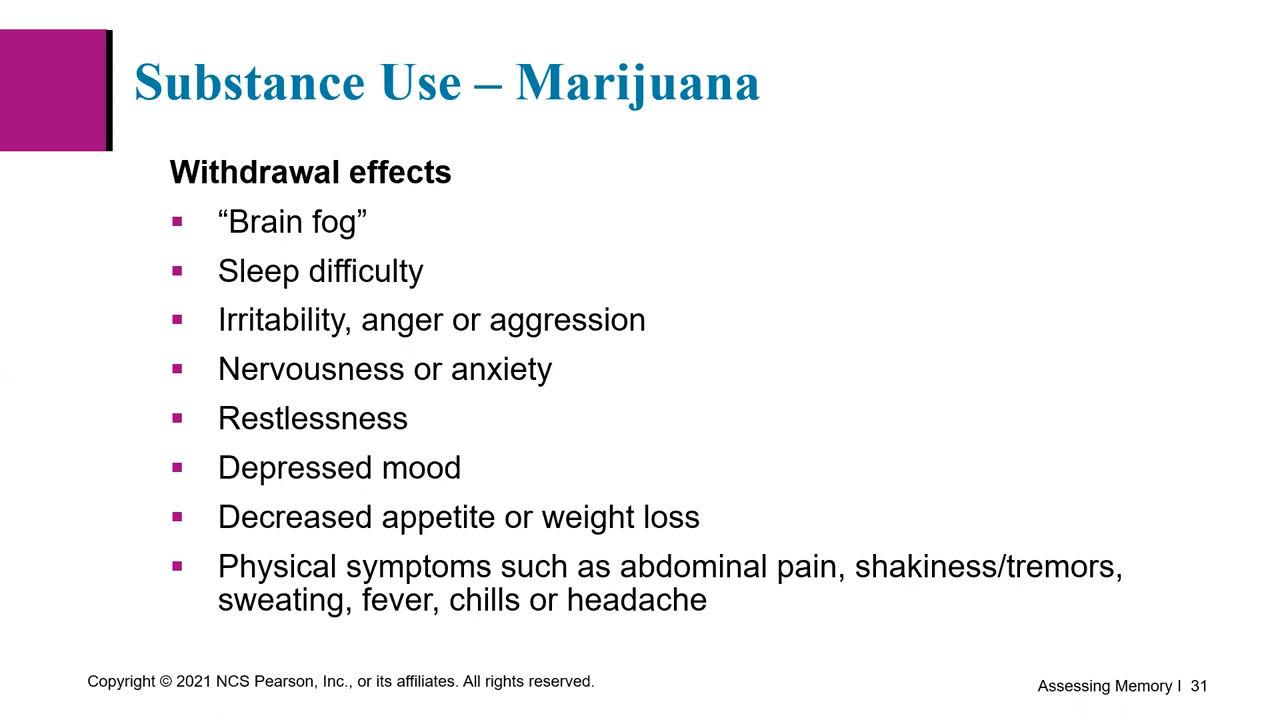 Substance Use – Marijuana
Withdrawal effects
▪ “Brain fog”
▪ Sleep difficulty
▪ Irritability, anger or aggression
▪ Nervousness or anxiety
▪ Restlessness
▪ Depressed mood
▪ Decreased appetite or weight loss
▪ Physical symptoms such as abdominal pain, shakiness/tremors,
sweating, fever, chills or headache
Copyright © 2021 NCS Pearson, Inc., or its affiliates. All rights reserved.
Assessing Memory I 31